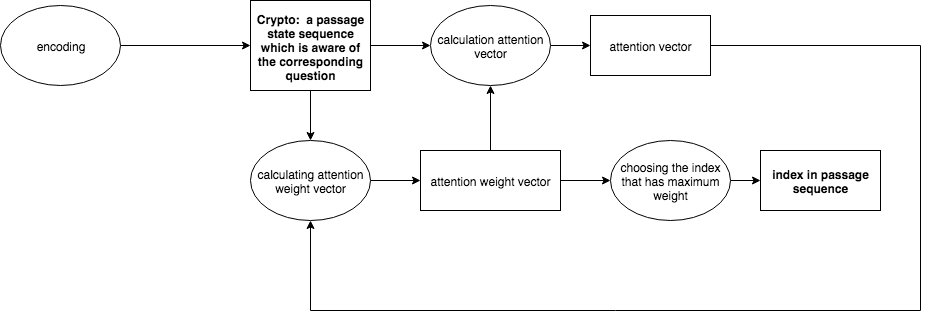 encoding
Crypto: a passage
state sequence
which is aware of
the corresponding
question
calculation attention
vector
attention vector
calculating attention
weight vector
attention weight vector
choosing the index
that has maximum
weight
index in passage
sequence